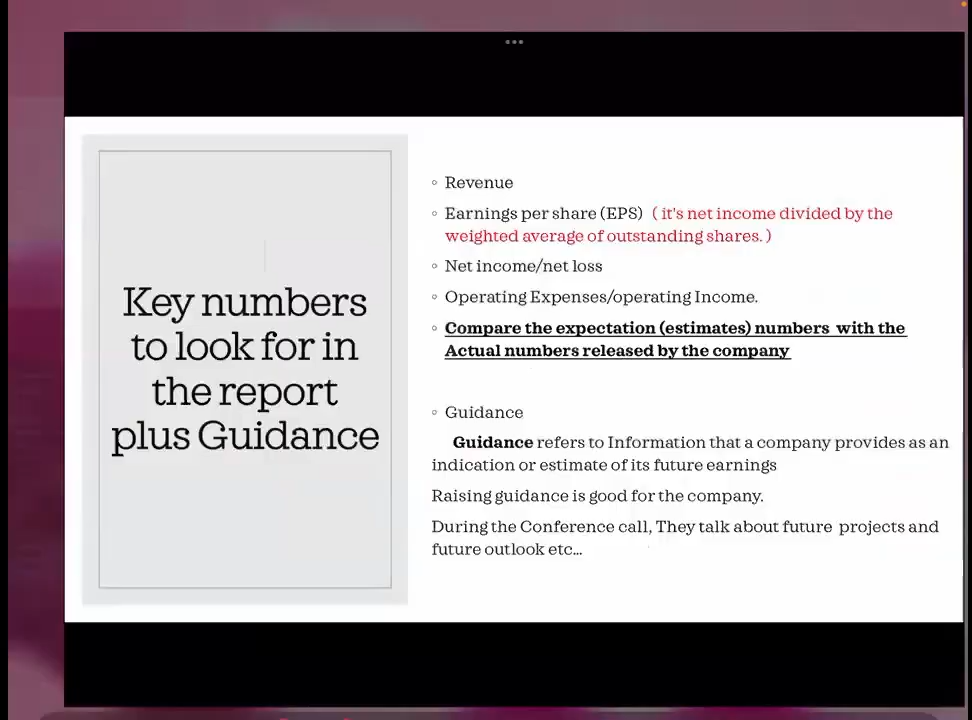 Key numbers
to look for in
the report
plus Guidance
◦ Revenue
◦ Earnings per share (EPS) ( it's net income divided by the
weighted average of outstanding shares. )
◦ Net income/net loss
◦ Operating Expenses/operating Income.
◦ Compare the expectation (estimates) numbers with the
Actual numbers released by the company
◦ Guidance
Guidance refers to Information that a company provides as an
indication or estimate of its future earnings
Raising guidance is good for the company.
During the Conference call, They talk about future projects and
future outlook etc...